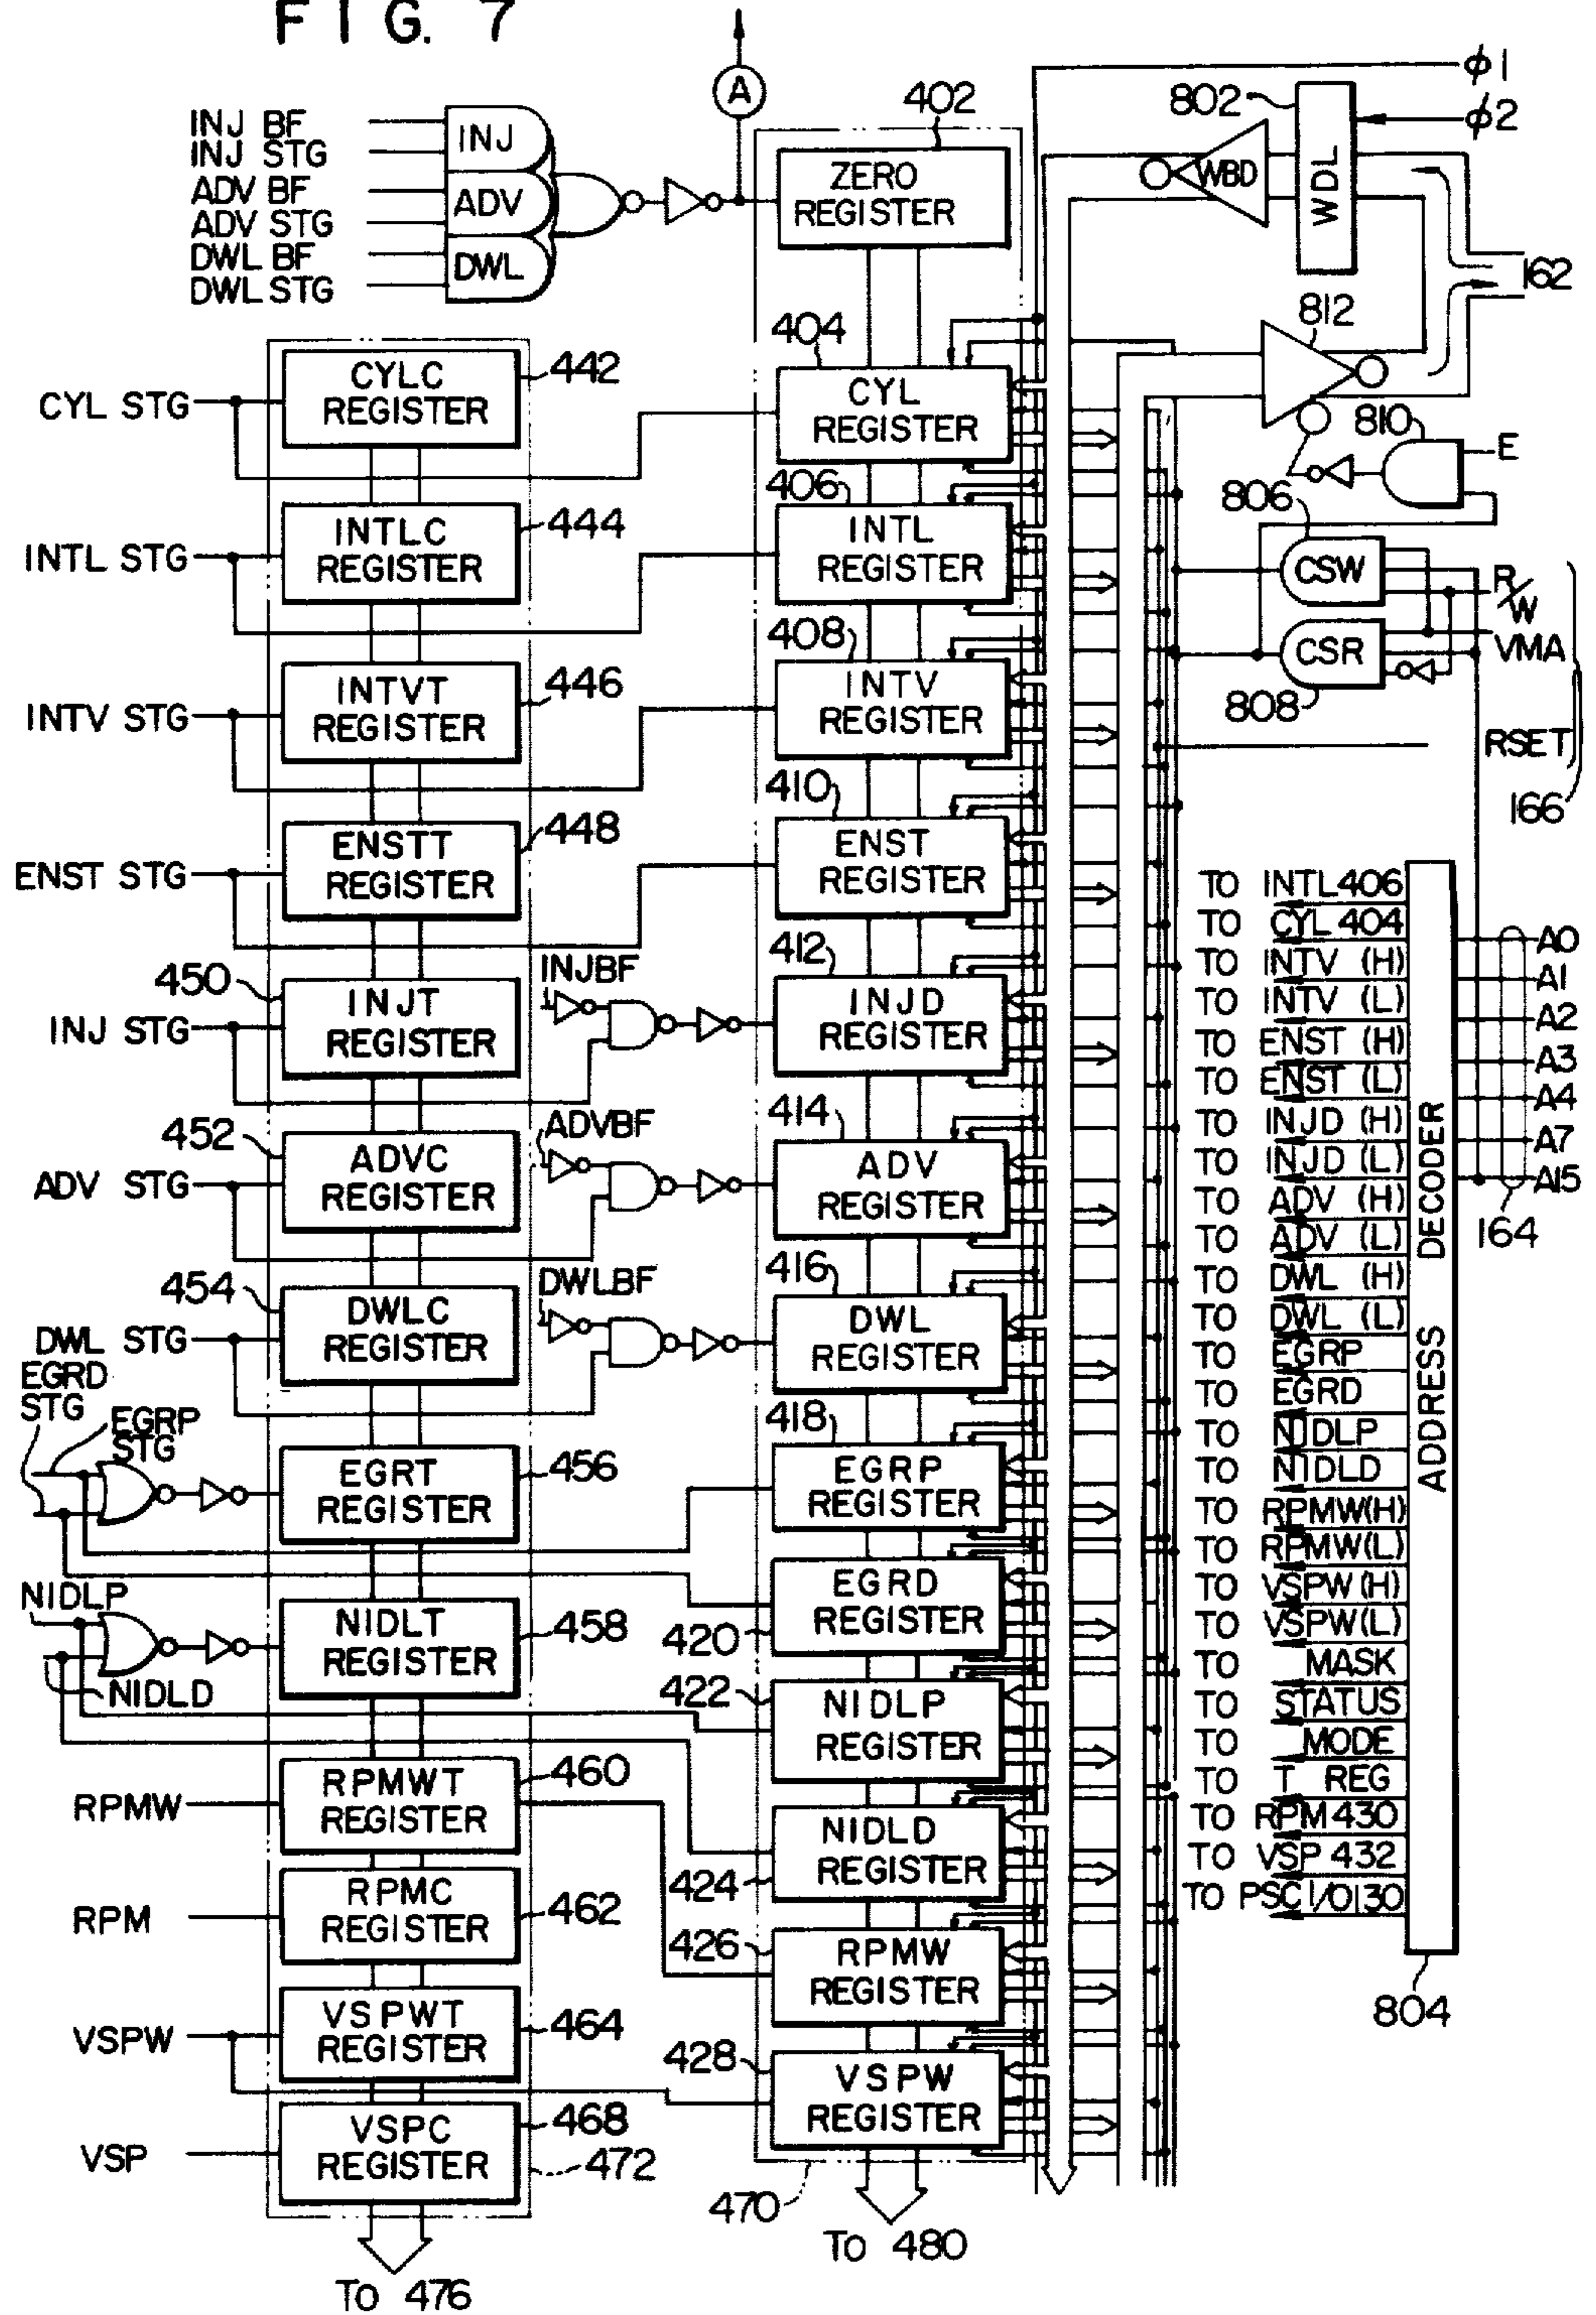 FIG. 7
INJ BF
INJ STG
ADV BF
ADV STG
DWL BF
DWL STG
INJ
ADV
DWL
A
402
ZERO
REGISTER
φ1
φ2
802
WBD
WDL
162
812
810
E
806
CSW
R/W
VMA
CSR
808
RSET
166
CYL STG
CYLC
REGISTER
442
404
CYL
REGISTER
INTL STG
INTLC
REGISTER
444
406
INTL
REGISTER
INTV STG
INTVT
REGISTER
446
408
INTV
REGISTER
ENST STG
ENSTT
REGISTER
448
410
ENST
REGISTER
INJ STG
450
INJT
REGISTER
INJBF
412
INJD
REGISTER
ADV STG
452
ADVC
REGISTER
ADVBF
414
ADV
REGISTER
DWL STG
454
DWLC
REGISTER
DWLBF
416
DWL
REGISTER
EGRD
STG
EGRP
STG
EGRT
REGISTER
456
418
EGRP
REGISTER
EGRD
REGISTER
420
NIDLP
NIDLD
NIDLT
REGISTER
458
422
NIDLP
REGISTER
NIDLD
REGISTER
424
RPMW
RPMWT
REGISTER
460
RPM
RPMC
REGISTER
462
426
RPMW
REGISTER
VSPW
VSPWT
REGISTER
464
428
VSPW
REGISTER
VSP
VSPC
REGISTER
468
472
470
To 476
To 480
TO INTL406
TO CYL404
TO INTV (H)
TO INTV (L)
TO ENST (H)
TO ENST (L)
TO INJD (H)
TO INJD (L)
TO ADV (H)
TO ADV (L)
TO DWL (H)
TO DWL (L)
TO EGRP
TO EGRD
TO NIDLP
TO NIDLD
TO RPMW(H)
TO RPMW(L)
TO VSPW(H)
TO VSPW(L)
TO MASK
TO STATUS
TO MODE
TO T REG
TO RPM430
TO VSP432
TO PSC I/O130
ADDRESS DECODER
804
A0
A1
A2
A3
A4
A7
A15
164